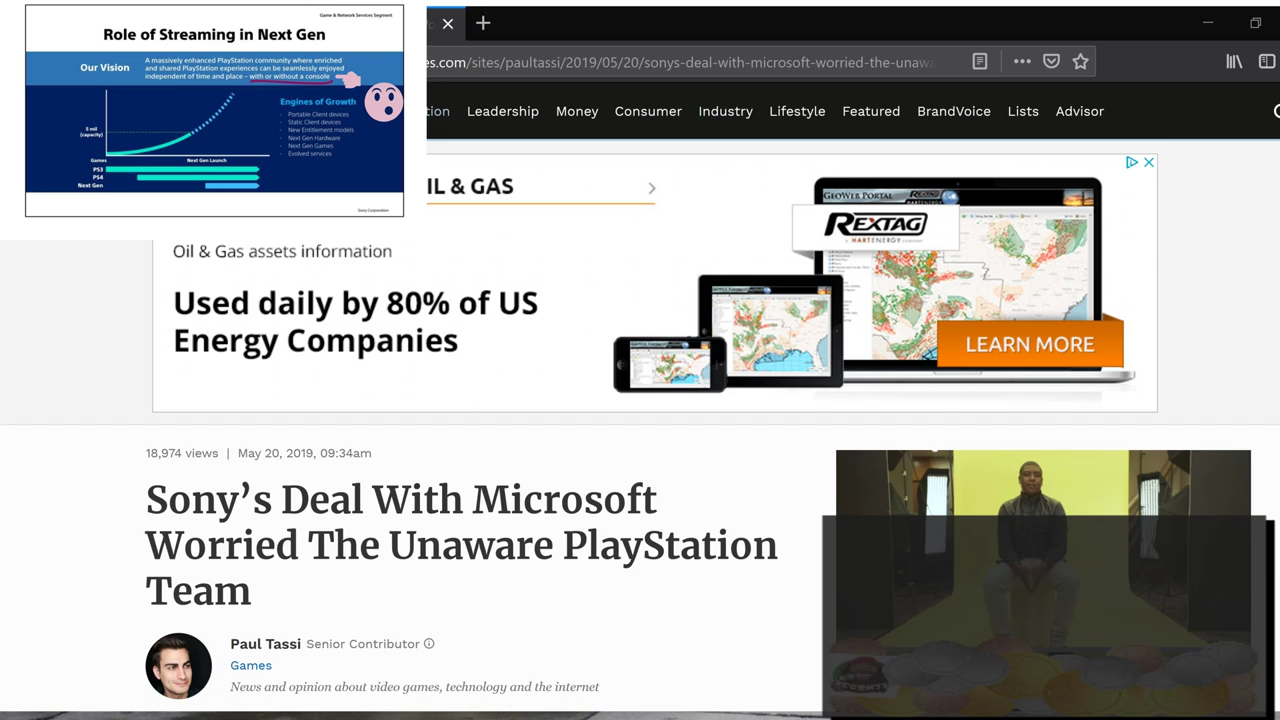 Game & Network Services Segment
Role of Streaming in Next Gen
Our Vision
A massively enhanced PlayStation community where enriched
and shared PlayStation experiences can be seamlessly enjoyed
independent of time and place – with or without a console
5 mil
(capacity)
Engines of Growth
- Portable Client devices
- Static Client devices
- New Entitlement models
- Next Gen Hardware
- Next Gen Games
- Evolved services
Games
Next Gen Launch
PS3
PS4
Next Gen
Sony Corporation
es.com/sites/paultassi/2019/05/20/sonys-deal-with-microsoft-worried-the-unaw
tion Leadership Money Consumer Industry Lifestyle Featured BrandVoice Lists Advisor
IL & GAS
Oil & Gas assets information
Used daily by 80% of US
Energy Companies
GeoWeb Portal
REXTAG
HARTENERGY
LEARN MORE
18,974 views | May 20, 2019, 09:34am
Sony's Deal With Microsoft
Worried The Unaware PlayStation
Team
Paul Tassi Senior Contributor
Games
News and opinion about video games, technology and the internet